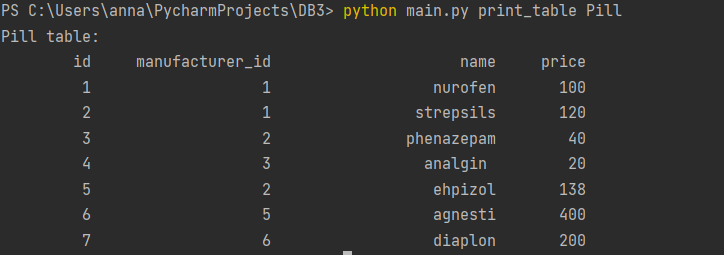 PS C:\Users\anna\PycharmProjects\DB3> python main.py print_table Pill
Pill table:
id manufacturer_id name price
1 1 nurofen 100
2 1 strepsils 120
3 2 phenazepam 40
4 3 analgin 20
5 2 ehpizol 138
6 5 agnesti 400
7 6 diaplon 200